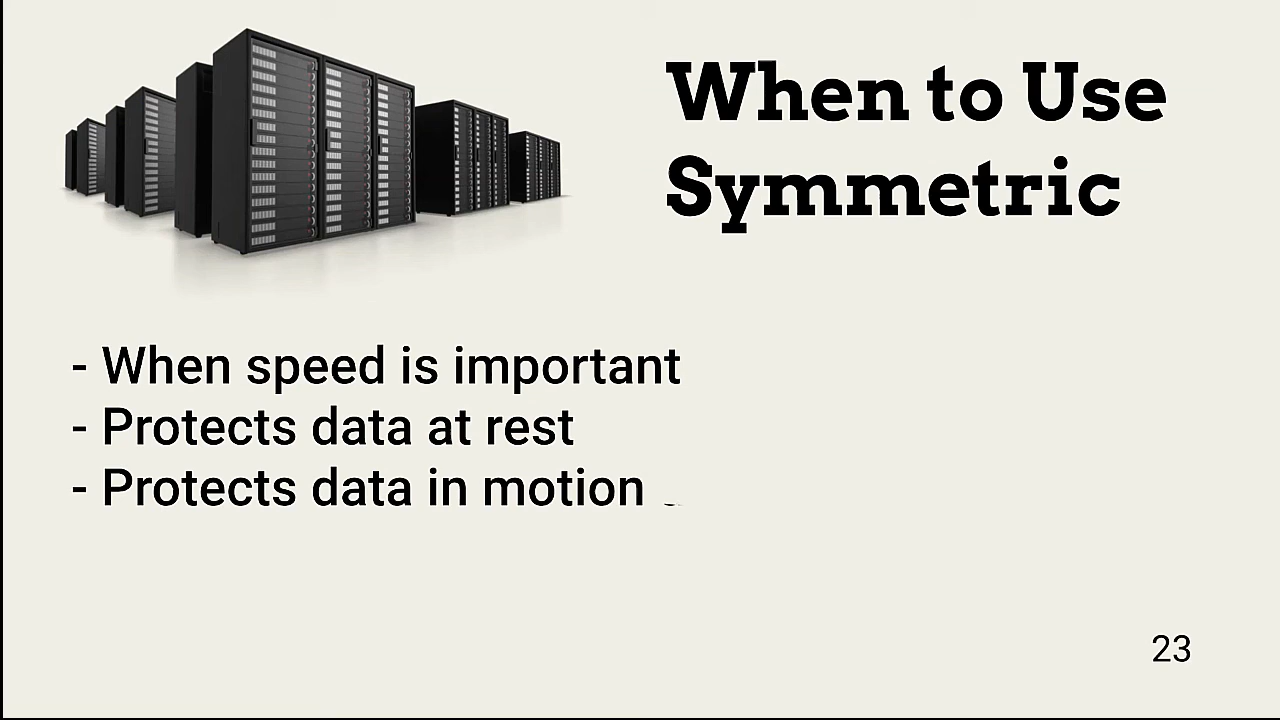 When to Use
Symmetric
- When speed is important
- Protects data at rest
- Protects data in motion
23